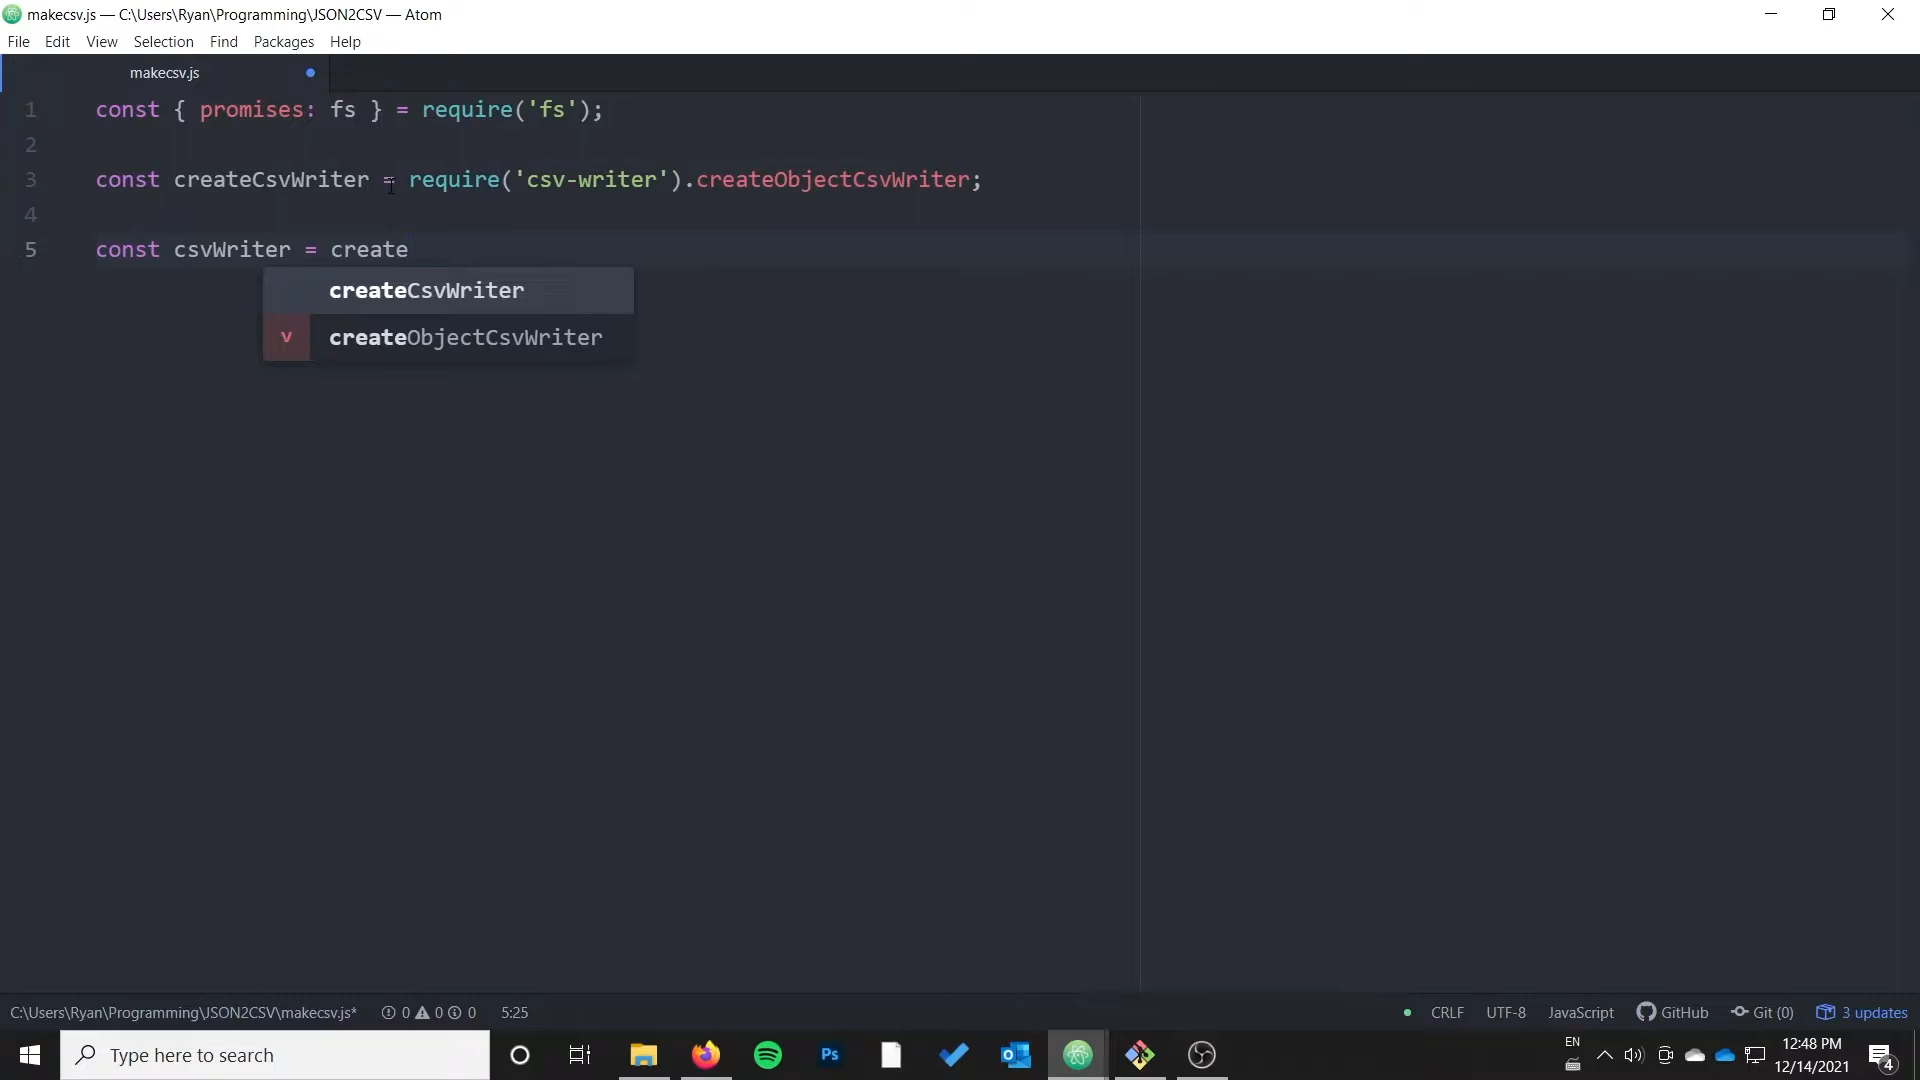 makecsv.js — C:\Users\Ryan\Programming\JSON2CSV — Atom
File Edit View Selection Find Packages Help
makecsv.js
1 const { promises: fs } = require('fs');
2
3 const createCsvWriter = require('csv-writer').createObjectCsvWriter;
4
5 const csvWriter = create
createCsvWriter
v createObjectCsvWriter
C:\Users\Ryan\Programming\JSON2CSV\makecsv.js* 0 0 0 5:25 CRLF UTF-8 JavaScript GitHub Git (0) 3 updates
Type here to search Ps EN 12:48 PM
12/14/2021 4